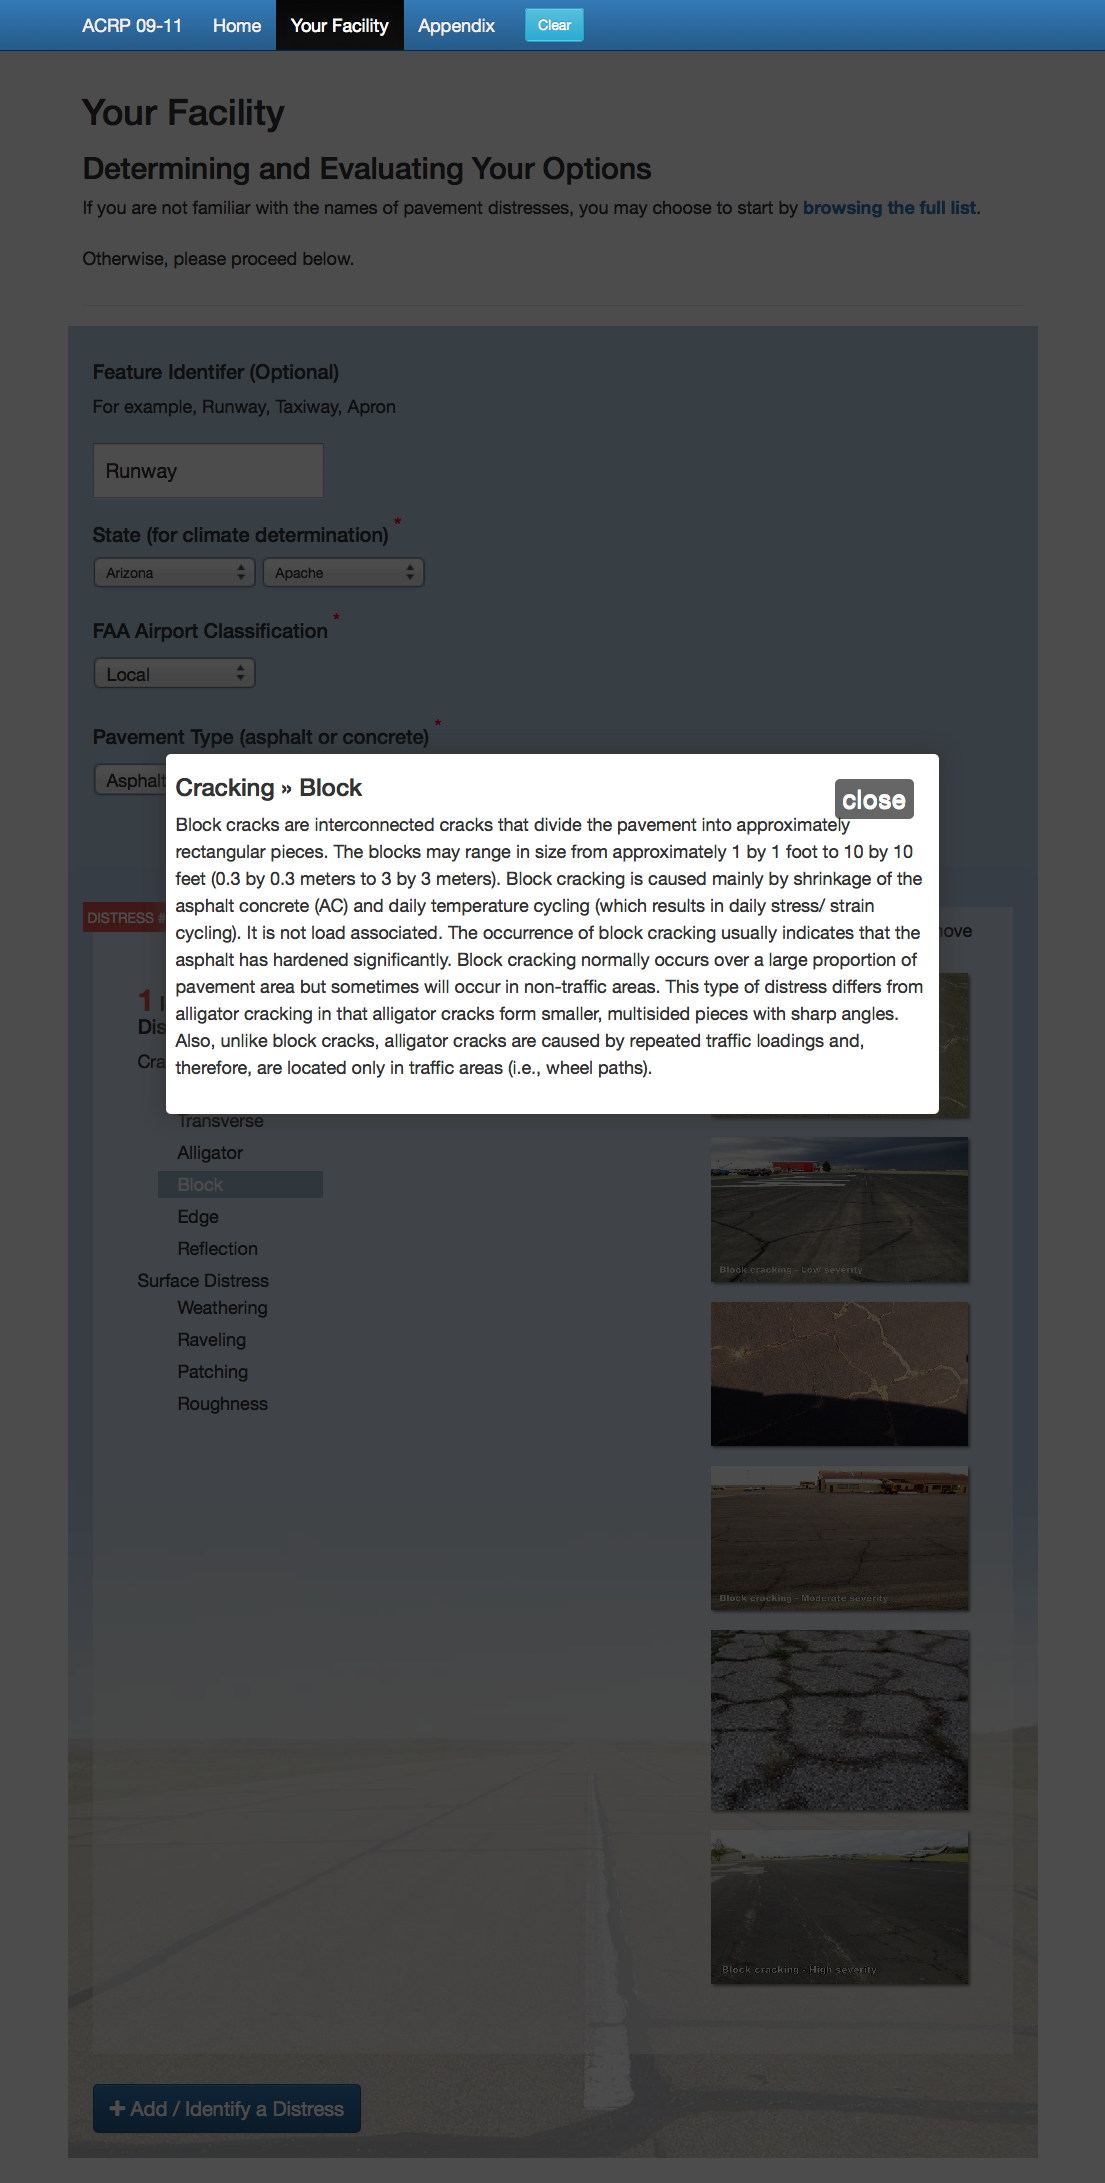 ACRP 09-11 Home Your Facility Appendix Clear
Your Facility
Determining and Evaluating Your Options
If you are not familiar with the names of pavement distresses, you may choose to start by browsing the full list.
Otherwise, please proceed below.
Feature Identifer (Optional)
For example, Runway, Taxiway, Apron
Runway
State (for climate determination) *
Arizona Apache
FAA Airport Classification *
Local
Pavement Type (asphalt or concrete) *
Asphalt
Cracking » Block
close
Block cracks are interconnected cracks that divide the pavement into approximately
rectangular pieces. The blocks may range in size from approximately 1 by 1 foot to 10 by 10
feet (0.3 by 0.3 meters to 3 by 3 meters). Block cracking is caused mainly by shrinkage of the
asphalt concrete (AC) and daily temperature cycling (which results in daily stress/ strain
cycling). It is not load associated. The occurrence of block cracking usually indicates that the
asphalt has hardened significantly. Block cracking normally occurs over a large proportion of
pavement area but sometimes will occur in non-traffic areas. This type of distress differs from
alligator cracking in that alligator cracks form smaller, multisided pieces with sharp angles.
Also, unlike block cracks, alligator cracks are caused by repeated traffic loadings and,
therefore, are located only in traffic areas (i.e., wheel paths).
DISTRESS #
1
Transverse
Alligator
Block
Edge
Reflection
Surface Distress
Weathering
Raveling
Patching
Roughness
Block cracking - Low severity
Block cracking - Moderate severity
Block cracking - High severity
+ Add / Identify a Distress